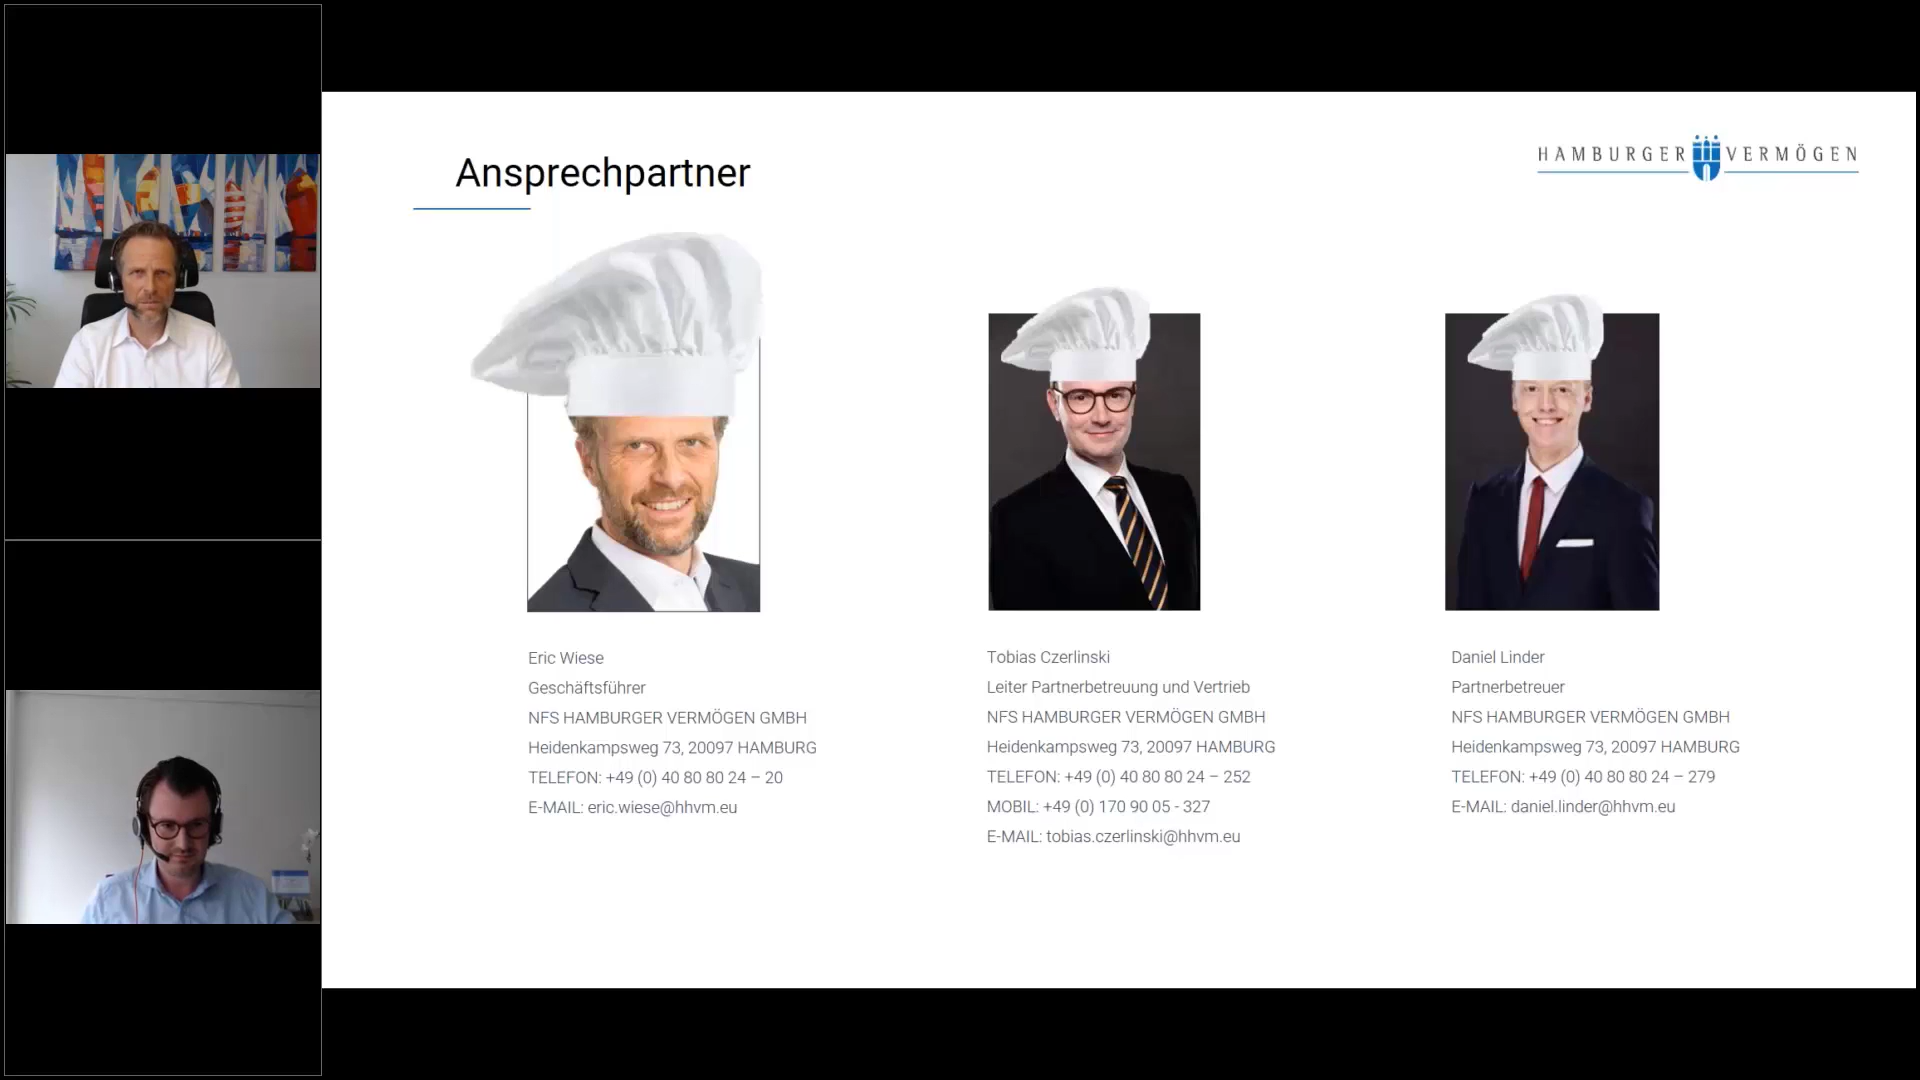 Ansprechpartner
HAMBURGER VERMÖGEN
Eric Wiese
Geschäftsführer
NFS HAMBURGER VERMÖGEN GMBH
Heidenkampsweg 73, 20097 HAMBURG
TELEFON: +49 (0) 40 80 80 24 – 20
E-MAIL: eric.wiese@hhvm.eu
Tobias Czerlinski
Leiter Partnerbetreuung und Vertrieb
NFS HAMBURGER VERMÖGEN GMBH
Heidenkampsweg 73, 20097 HAMBURG
TELEFON: +49 (0) 40 80 80 24 – 252
MOBIL: +49 (0) 170 90 05 - 327
E-MAIL: tobias.czerlinski@hhvm.eu
Daniel Linder
Partnerbetreuer
NFS HAMBURGER VERMÖGEN GMBH
Heidenkampsweg 73, 20097 HAMBURG
TELEFON: +49 (0) 40 80 80 24 – 279
E-MAIL: daniel.linder@hhvm.eu